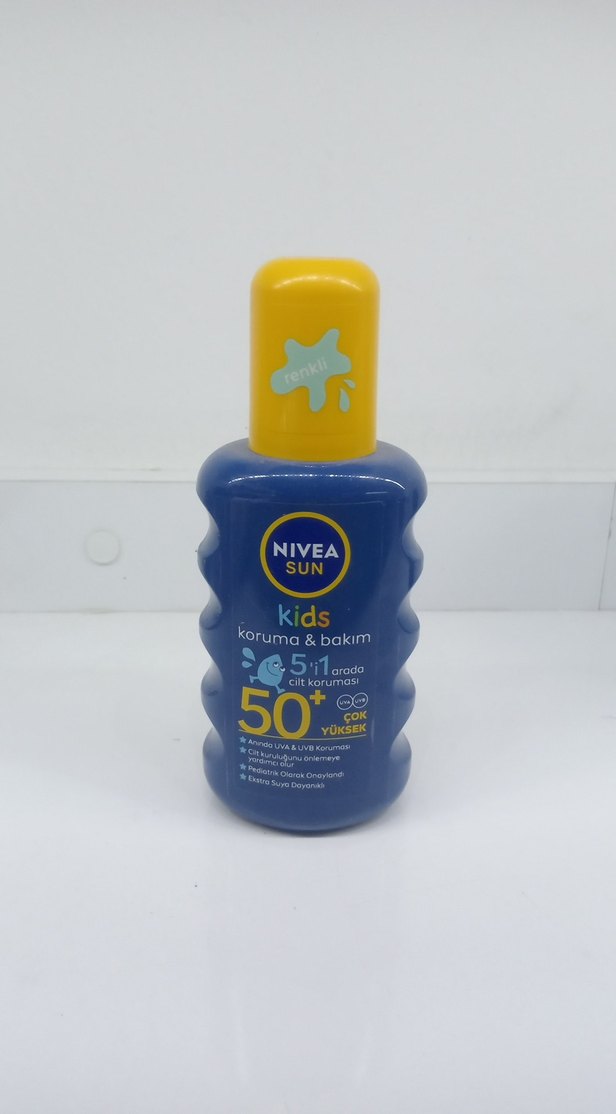 renkli
NIVEA
SUN
kids
koruma & bakım
5'i1 arada
cilt koruması
50+
UVA UVB
ÇOK
YÜKSEK
Anında UVA & UVB Koruması
Cilt kuruluğunu önlemeye
yardımcı olur
Pediatrik Olarak Onaylandı
Ekstra Suya Dayanıklı